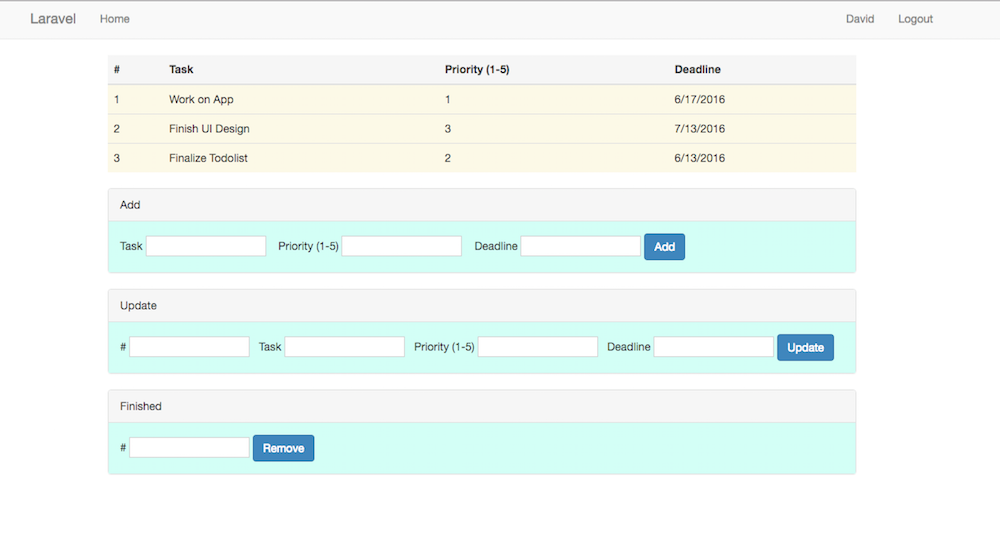 Laravel Home David Logout
# Task Priority (1-5) Deadline
1 Work on App 1 6/17/2016
2 Finish UI Design 3 7/13/2016
3 Finalize Todolist 2 6/13/2016
Add
Task Priority (1-5) Deadline Add
Update
# Task Priority (1-5) Deadline Update
Finished
# Remove